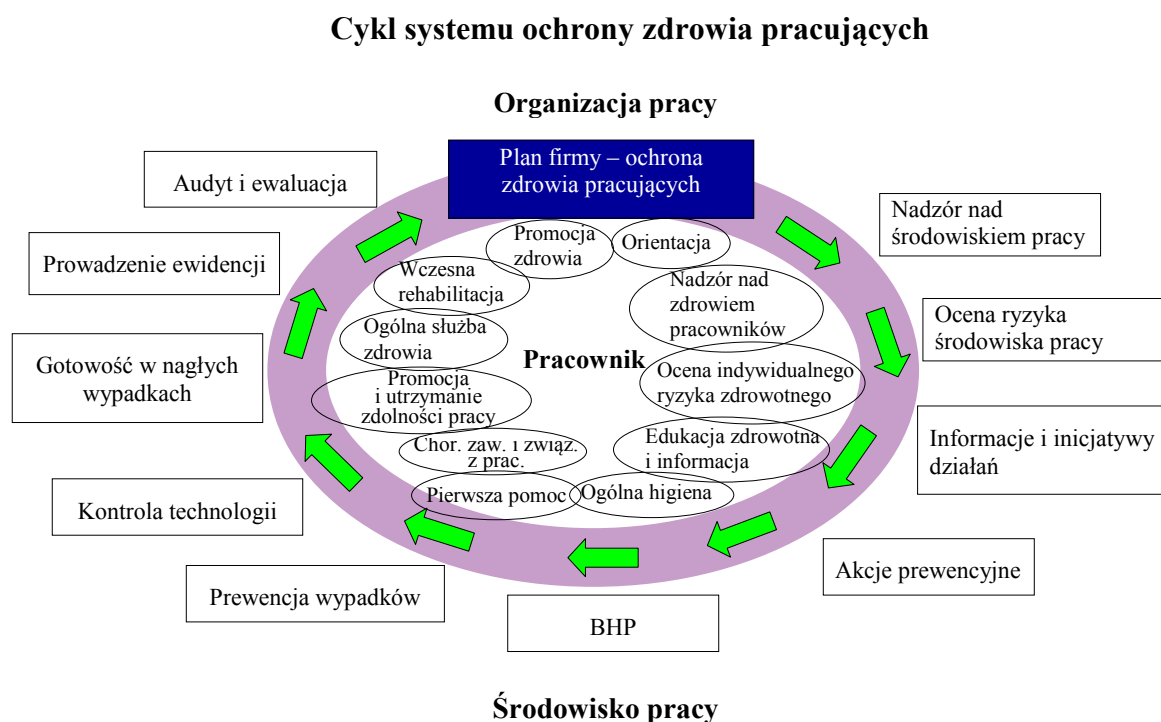 Cykl systemu ochrony zdrowia pracujących
Organizacja pracy
Plan firmy – ochrona
zdrowia pracujących
Audyt i ewaluacja
Nadzór nad
środowiskiem pracy
Promocja
zdrowia
Orientacja
Prowadzenie ewidencji
Wczesna
rehabilitacja
Nadzór nad
zdrowiem
pracowników
Ocena ryzyka
środowiska pracy
Ogólna służba
zdrowia
Pracownik
Gotowość w nagłych
wypadkach
Ocena indywidualnego
ryzyka zdrowotnego
Promocja
i utrzymanie
zdolności pracy
Informacje i inicjatywy
działań
Chor. zaw. i związ.
z prac.
Edukacja zdrowotna
i informacja
Pierwsza pomoc
Ogólna higiena
Kontrola technologii
Akcje prewencyjne
Prewencja wypadków
BHP
Środowisko pracy